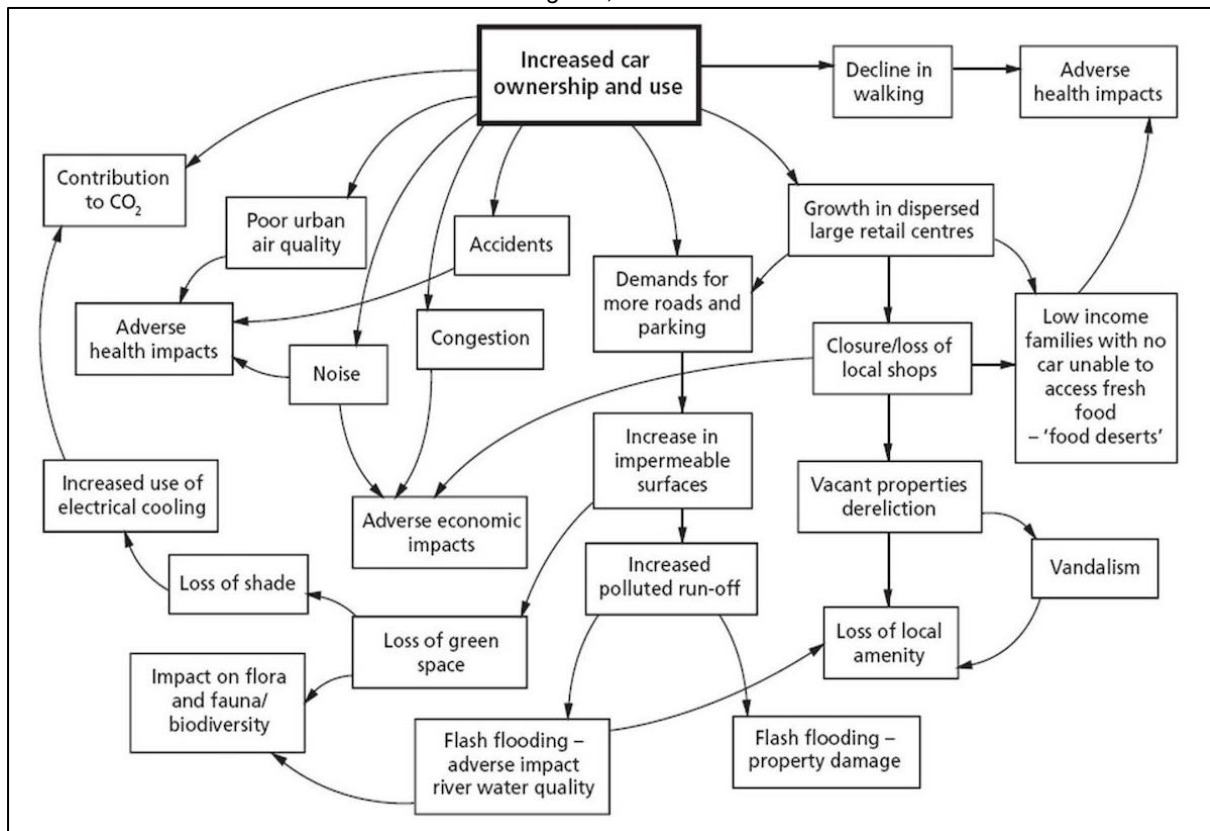 Increased car
ownership and use
Decline in
walking
Adverse
health impacts
Contribution
to CO₂
Poor urban
air quality
Accidents
Growth in dispersed
large retail centres
Demands for
more roads and
parking
Adverse
health impacts
Noise
Congestion
Closure/loss of
local shops
Low income
families with no
car unable to
access fresh
food
– ‘food deserts’
Increase in
impermeable
surfaces
Increased use of
electrical cooling
Adverse economic
impacts
Vacant properties
dereliction
Loss of shade
Increased
polluted run-off
Vandalism
Loss of green
space
Loss of local
amenity
Impact on flora
and fauna/
biodiversity
Flash flooding –
adverse impact
river water quality
Flash flooding –
property damage